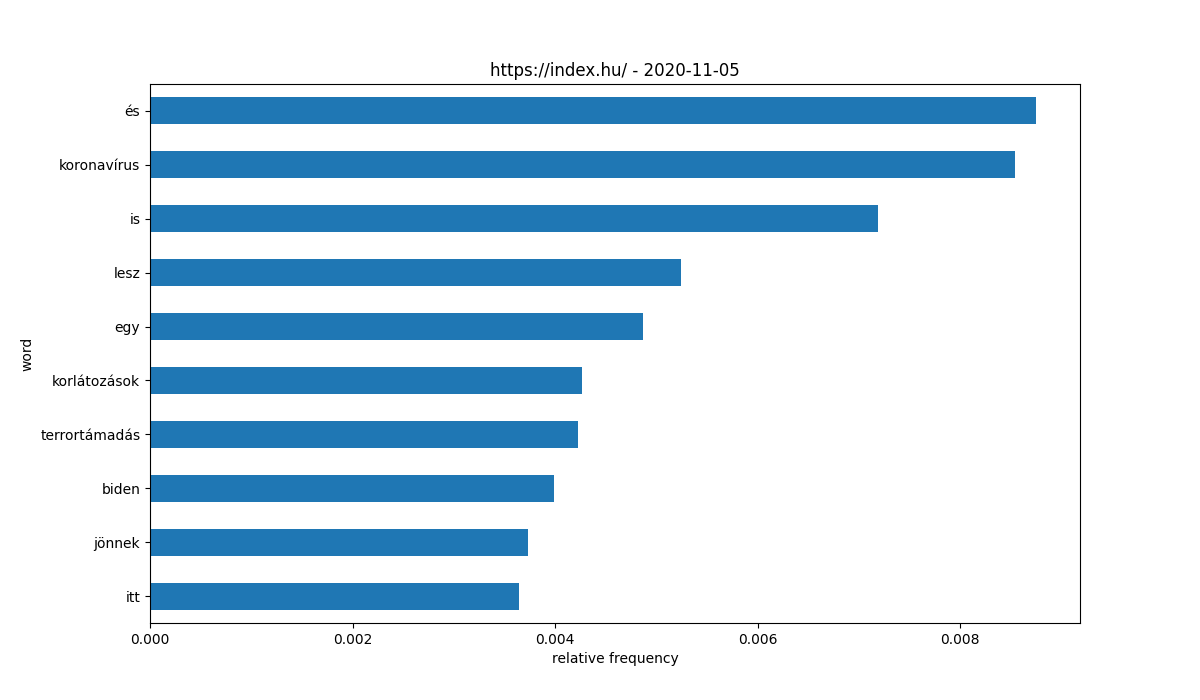 https://index.hu/ - 2020-11-05
és
koronavírus
is
lesz
egy
korlátozások
terrortámadás
biden
jönnek
itt
word
0.000 0.002 0.004 0.006 0.008
relative frequency